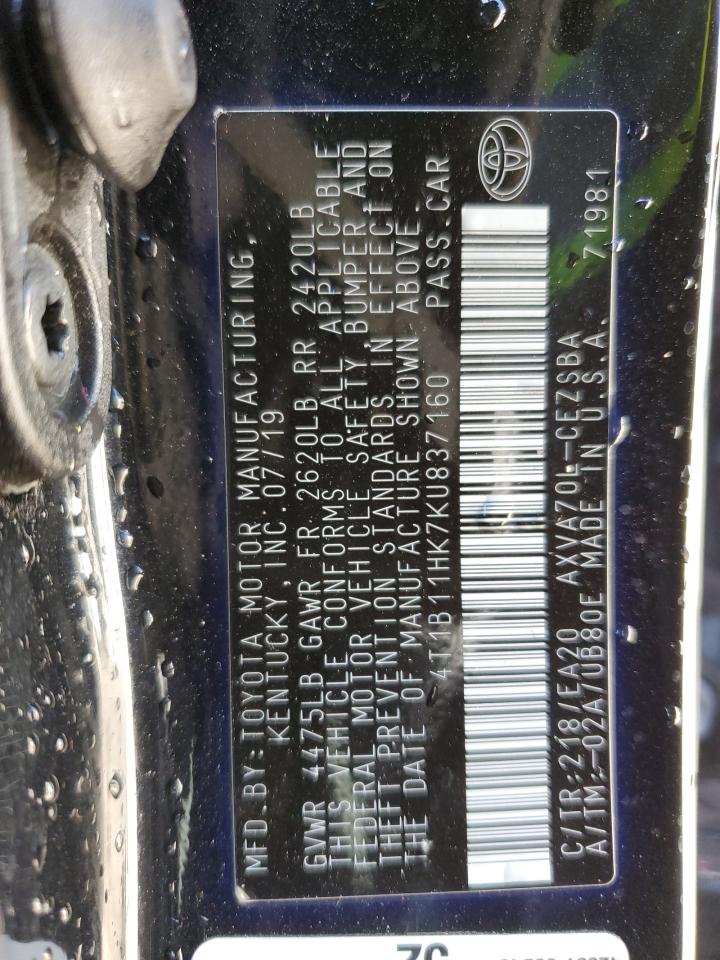 MFD.BY:TOYOTA MOTOR MANUFACTURING,
KENTUCKY, INC. 07/19
GVWR 4475LB GAWR FR 2620LB RR 2420LB
THIS VEHICLE CONFORMS TO ALL APPLICABLE
FEDERAL MOTOR VEHICLE SAFETY, BUMPER AND
THEFT PREVENTION STANDARDS IN EFFECT ON
THE DATE OF MANUFACTURE SHOWN ABOVE.
4T1B11HK7KU837160 PASS.CAR
C/TR:218/EA20 AXVA70L-CEZSBA
A/TM:-02A/UB80E MADE IN U.S.A. 71981